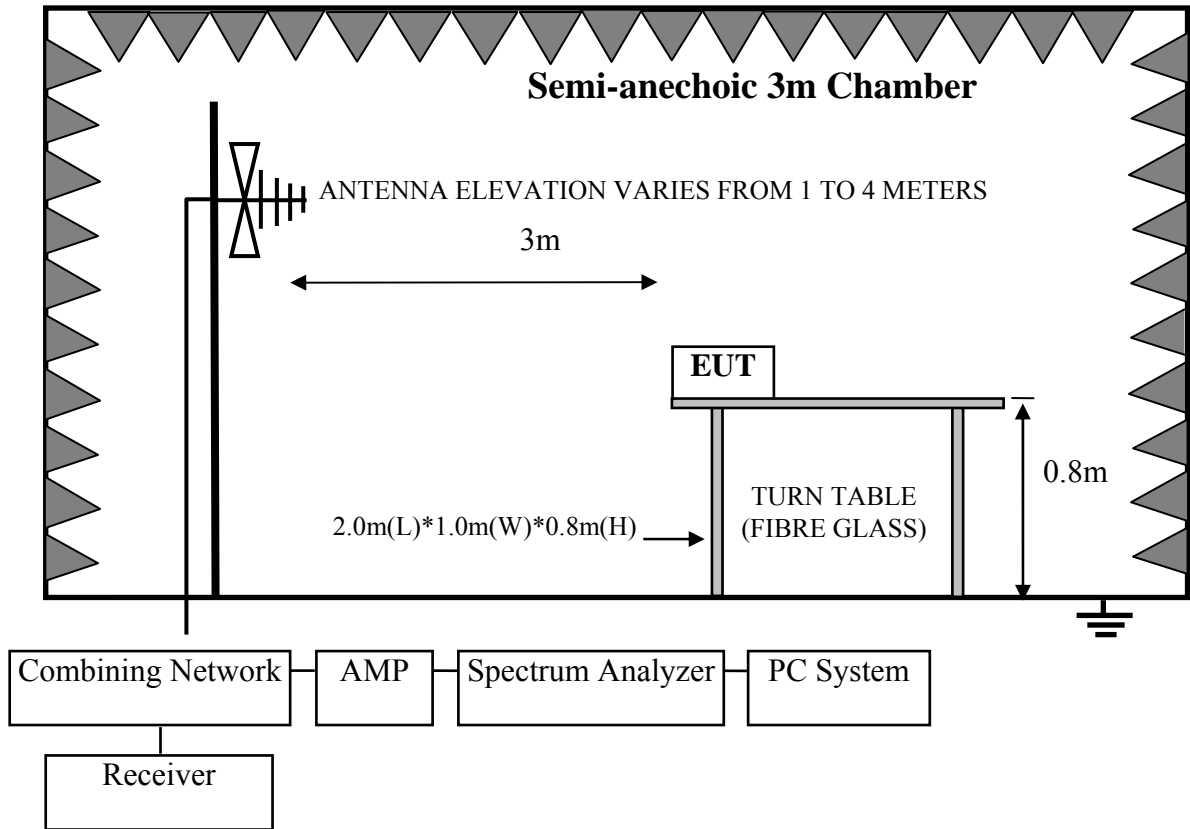 Semi-anechoic 3m Chamber
ANTENNA ELEVATION VARIES FROM 1 TO 4 METERS
3m
EUT
0.8m
TURN TABLE
(FIBRE GLASS)
2.0m(L)*1.0m(W)*0.8m(H)
Combining Network
AMP
Spectrum Analyzer
PC System
Receiver